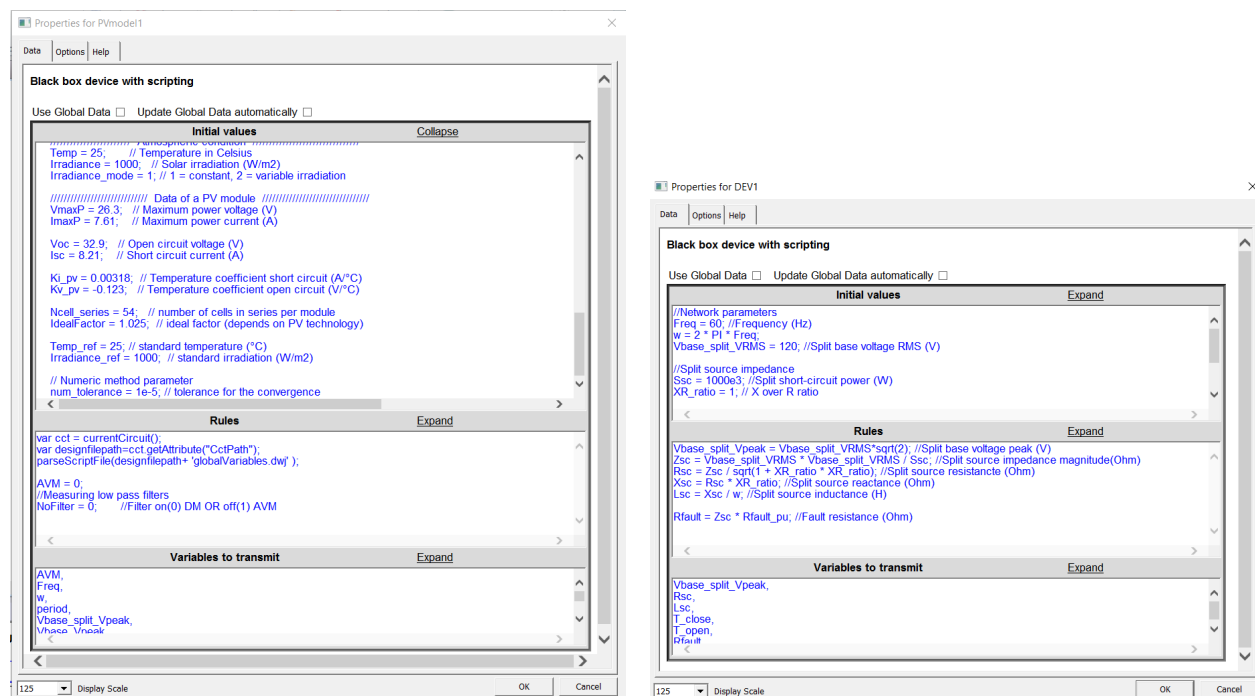 Properties for PVmodel1
Data Options Help
Black box device with scripting
Use Global Data Update Global Data automatically
Initial values Collapse
////////////////////////// Atmospheric condition //////////////////////////////////
Temp = 25; // Temperature in Celsius
Irradiance = 1000; // Solar irradiation (W/m2)
Irradiance_mode = 1; // 1 = constant, 2 = variable irradiation
///////////////////////////// Data of a PV module ////////////////////////////////
VmaxP = 26.3; // Maximum power voltage (V)
ImaxP = 7.61; // Maximum power current (A)
Voc = 32.9; // Open circuit voltage (V)
Isc = 8.21; // Short circuit current (A)
Ki_pv = 0.00318; // Temperature coefficient short circuit (A/°C)
Kv_pv = -0.123; // Temperature coefficient open circuit (V/°C)
Ncell_series = 54; // number of cells in series per module
IdealFactor = 1.025; // ideal factor (depends on PV technology)
Temp_ref = 25; // standard temperature (°C)
Irradiance_ref = 1000; // standard irradiation (W/m2)
// Numeric method parameter
num_tolerance = 1e-5; // tolerance for the convergence
Rules Expand
var cct = currentCircuit();
var designfilepath=cct.getAttribute("CctPath");
parseScriptFile(designfilepath+ 'globalVariables.dwj' );
AVM = 0;
//Measuring low pass filters
NoFilter = 0; //Filter on(0) DM OR off(1) AVM
Variables to transmit Expand
AVM,
Freq,
w,
period,
Vbase_split_Vpeak,
Vbase_Vpeak
125 Display Scale OK Cancel
Properties for DEV1
Data Options Help
Black box device with scripting
Use Global Data Update Global Data automatically
Initial values Expand
//Network parameters
Freq = 60; //Frequency (Hz)
w = 2 * PI * Freq;
Vbase_split_VRMS = 120; //Split base voltage RMS (V)
//Split source impedance
Ssc = 1000e3; //Split short-circuit power (W)
XR_ratio = 1; // X over R ratio
Rules Expand
Vbase_split_Vpeak = Vbase_split_VRMS*sqrt(2); //Split base voltage peak (V)
Zsc = Vbase_split_VRMS * Vbase_split_VRMS / Ssc; //Split source impedance magnitude(Ohm)
Rsc = Zsc / sqrt(1 + XR_ratio * XR_ratio); //Split source resistancte (Ohm)
Xsc = Rsc * XR_ratio; //Split source reactance (Ohm)
Lsc = Xsc / w; //Split source inductance (H)
Rfault = Zsc * Rfault_pu; //Fault resistance (Ohm)
Variables to transmit Expand
Vbase_split_Vpeak,
Rsc,
Lsc,
T_close,
T_open,
Rfault
125 Display Scale OK Cancel